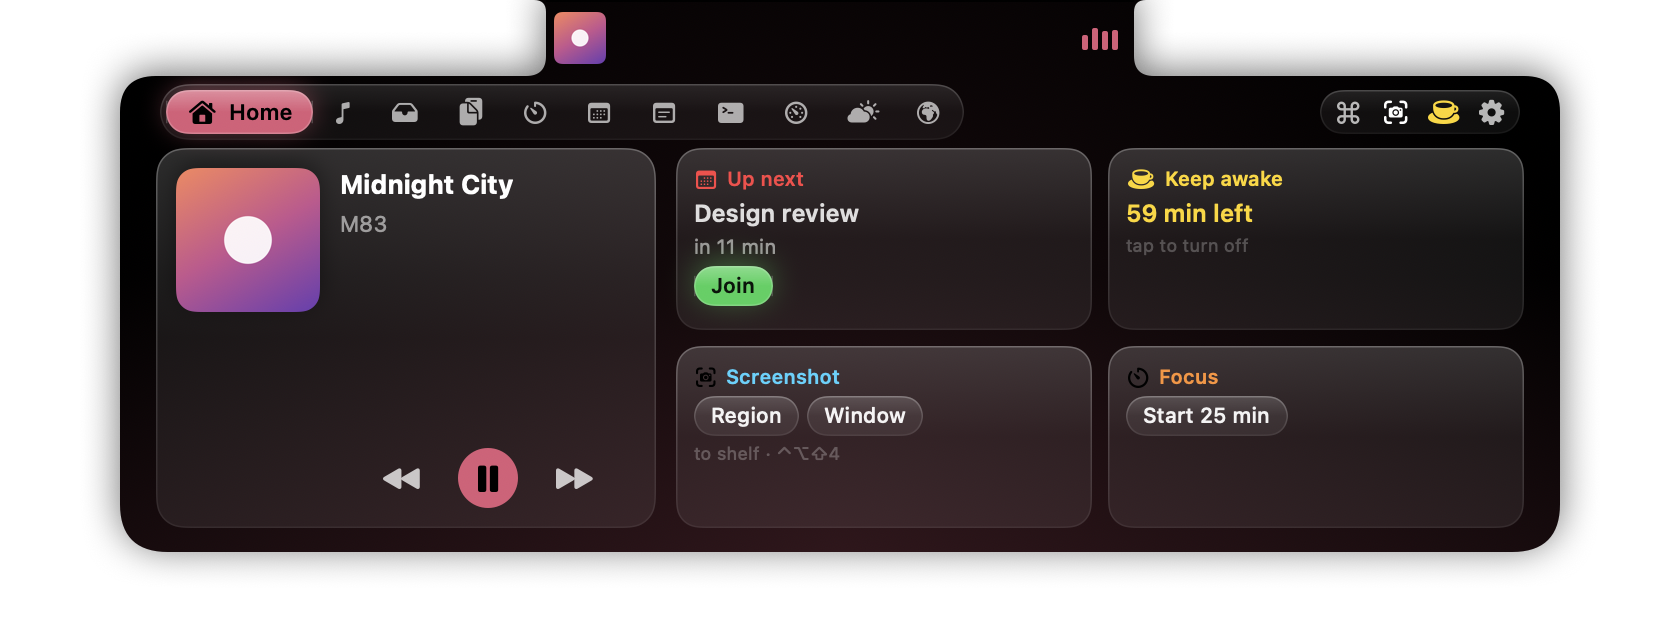 Home
Midnight City
M83
Up next
Design review
in 11 min
Join
Keep awake
59 min left
tap to turn off
Screenshot
Region Window
to shelf · ⌃⌥⇧4
Focus
Start 25 min